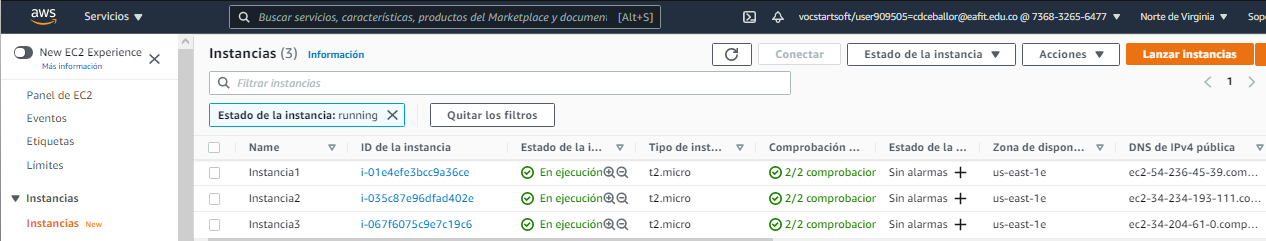 aws Servicios Buscar servicios, características, productos del Marketplace y document [Alt+S] vocstartsoft/user909505=cdceballor@eafit.edu.co @ 7368-3265-6477 Norte de Virginia Sop
New EC2 Experience
Más información
Panel de EC2
Eventos
Etiquetas
Límites
Instancias
Instancias New
Instancias (3) Información Conectar Estado de la instancia Acciones Lanzar instancias
Filtrar instancias 1
Estado de la instancia: running Quitar los filtros
Name ID de la instancia Estado de la i... Tipo de inst... Comprobación ... Estado de la ... Zona de dispon... DNS de IPv4 pública
Instancia1 i-01e4efe3bcc9a36ce En ejecución t2.micro 2/2 comprobacion Sin alarmas us-east-1e ec2-54-236-45-39.com...
Instancia2 i-035c87e96dfad402e En ejecución t2.micro 2/2 comprobacion Sin alarmas us-east-1e ec2-34-234-193-111.co...
Instancia3 i-067f6075c9e7c19c6 En ejecución t2.micro 2/2 comprobacion Sin alarmas us-east-1e ec2-34-204-61-0.comp...